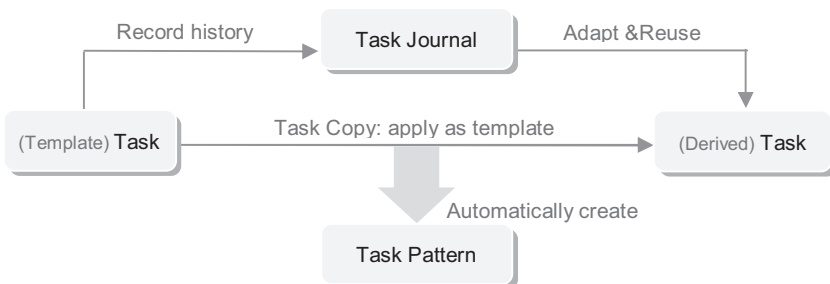 Record history
Task Journal
Adapt &Reuse
(Template) Task
Task Copy: apply as template
(Derived) Task
Automatically create
Task Pattern